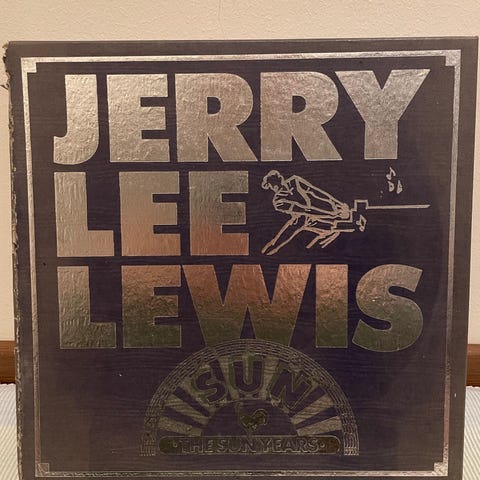 JERRY
LEE
LEWIS
SUN
THE SUN YEARS